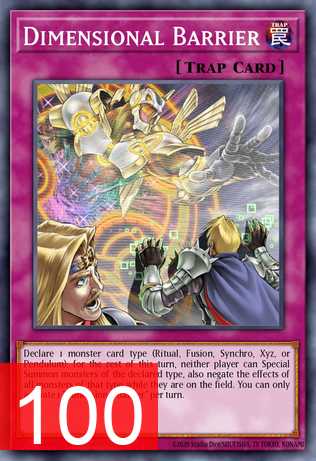 DIMENSIONAL BARRIER
TRAP
罠
[TRAP CARD]
Declare 1 monster card type (Ritual, Fusion, Synchro, Xyz, or
Pendulum); for the rest of this turn, neither player can Special
Summon monsters of the declared type, also negate the effects of
all monsters of that type while they are on the field. You can only
per turn.
100
©2020 Studio Dice/SHUEISHA, TV TOKYO, KONAMI